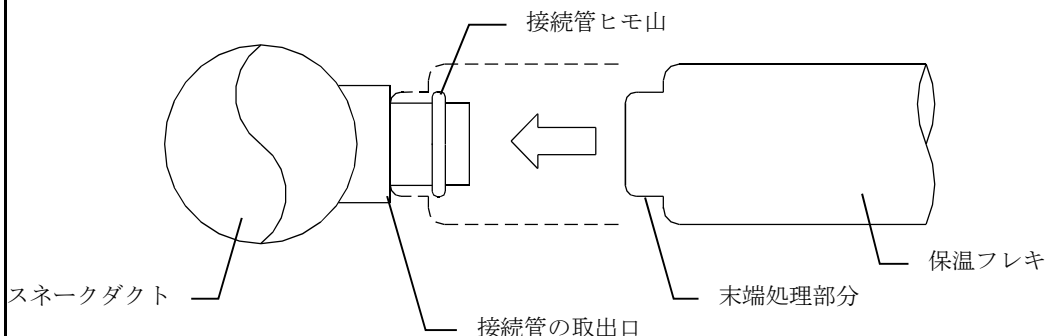 接続管ヒモ山
保温フレキ
スネークダクト
末端処理部分
接続管の取出口